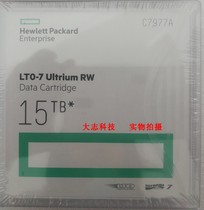 Hewlett Packard
Enterprise
C7977A
LTO-7 Ultrium RW
Data Cartridge
15TB*
大志科技 实物拍摄